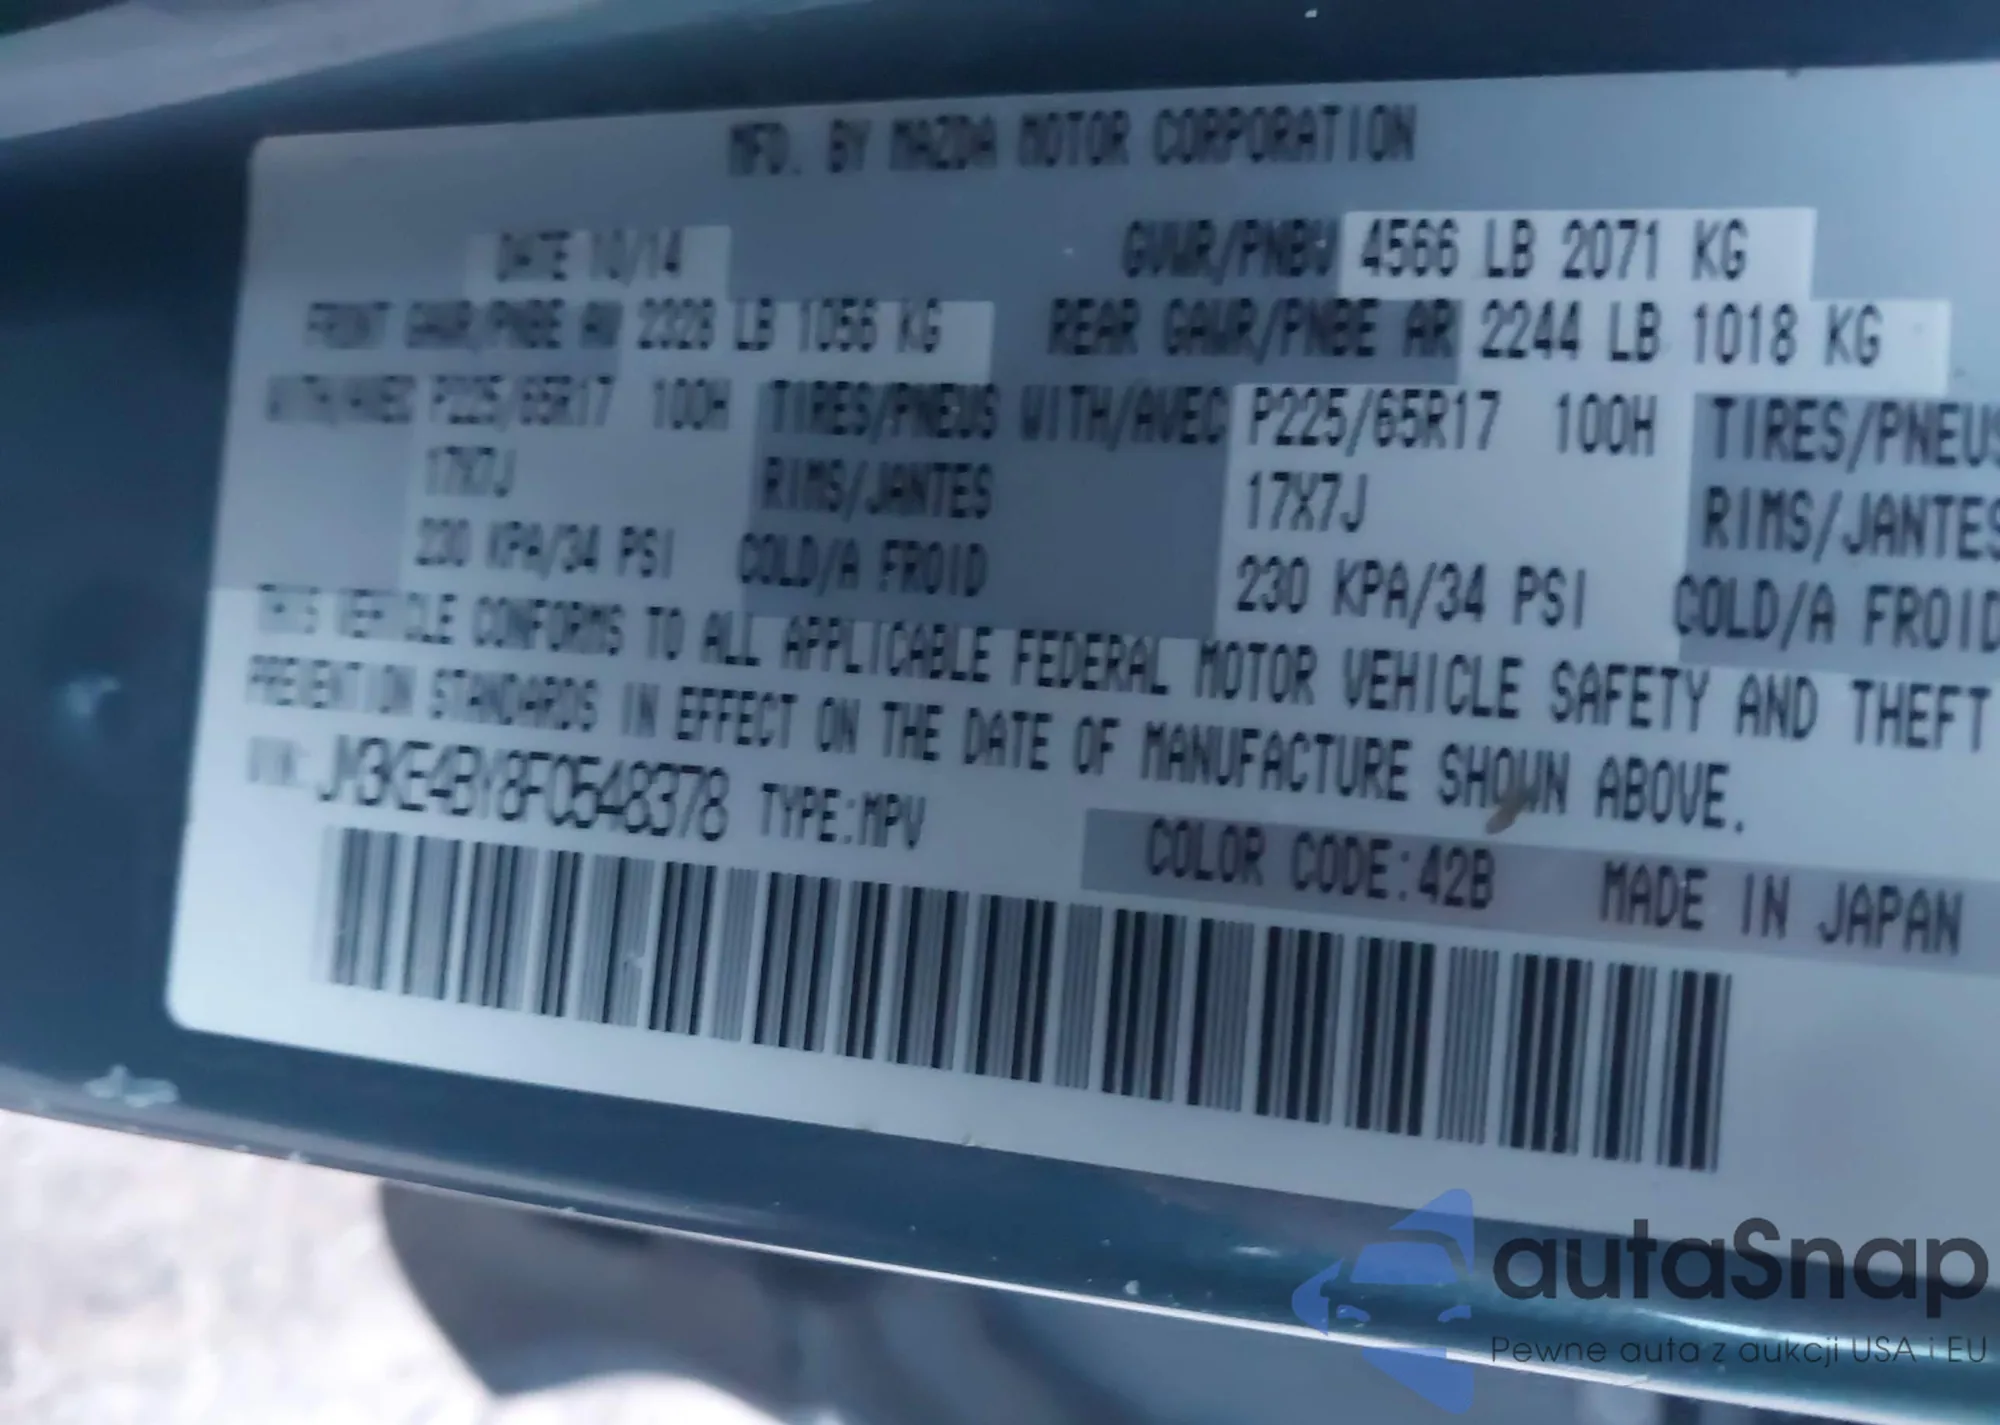 MFD. BY MAZDA MOTOR CORPORATION
DATE 10/14 GVWR/PNBV 4566 LB 2071 KG
FRONT GAWR/PNBE AV 2328 LB 1056 KG REAR GAWR/PNBE AR 2244 LB 1018 KG
WITH/AVEC P225/65R17 100H TIRES/PNEUS WITH/AVEC P225/65R17 100H TIRES/PNEUS
17X7J RIMS/JANTES 17X7J RIMS/JANTES
230 KPA/34 PSI COLD/A FROID 230 KPA/34 PSI COLD/A FROID
THIS VEHICLE CONFORMS TO ALL APPLICABLE FEDERAL MOTOR VEHICLE SAFETY AND THEFT
PREVENTION STANDARDS IN EFFECT ON THE DATE OF MANUFACTURE SHOWN ABOVE.
VIN: JM3KE4BY8F0548378 TYPE:MPV
COLOR CODE:42B MADE IN JAPAN
autaSnap
Pewne auta z aukcji USA i EU